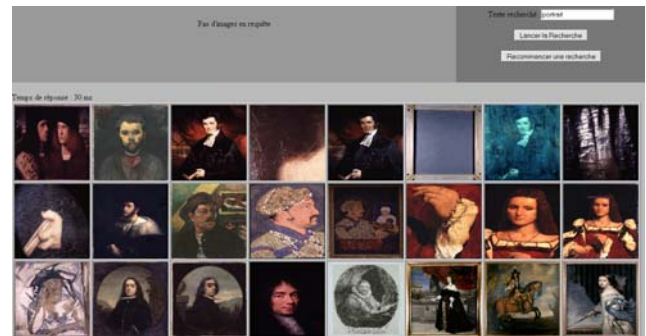 Pas d'images en requête
Texte recherché : portrait
Lancer la Recherche
Recommencer une recherche
Temps de réponse : 30 ms